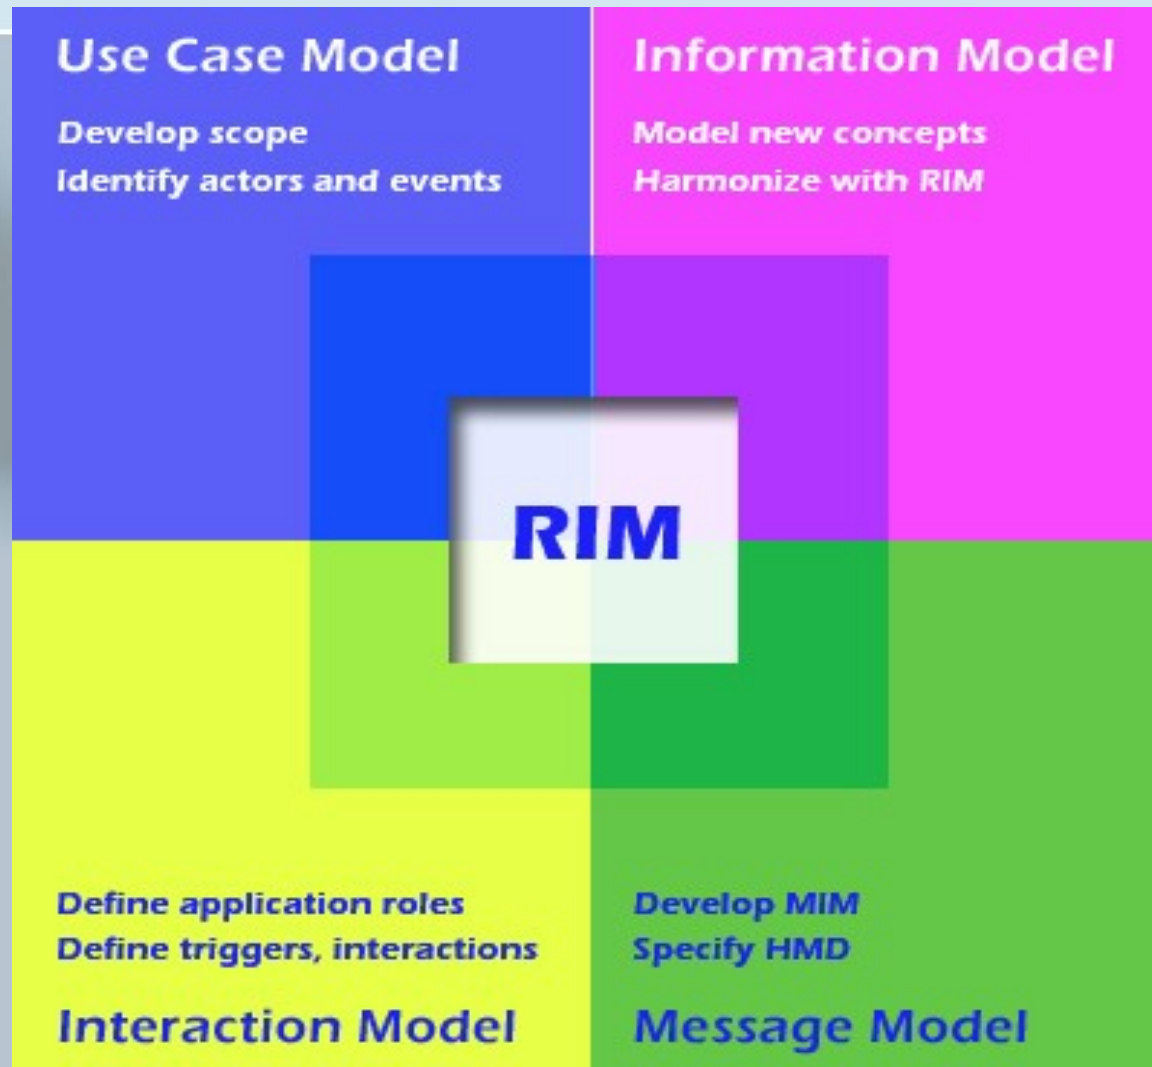 Use Case Model
Develop scope
Identify actors and events
Information Model
Model new concepts
Harmonize with RIM
RIM
Define application roles
Define triggers, interactions
Interaction Model
Develop MIM
Specify HMD
Message Model